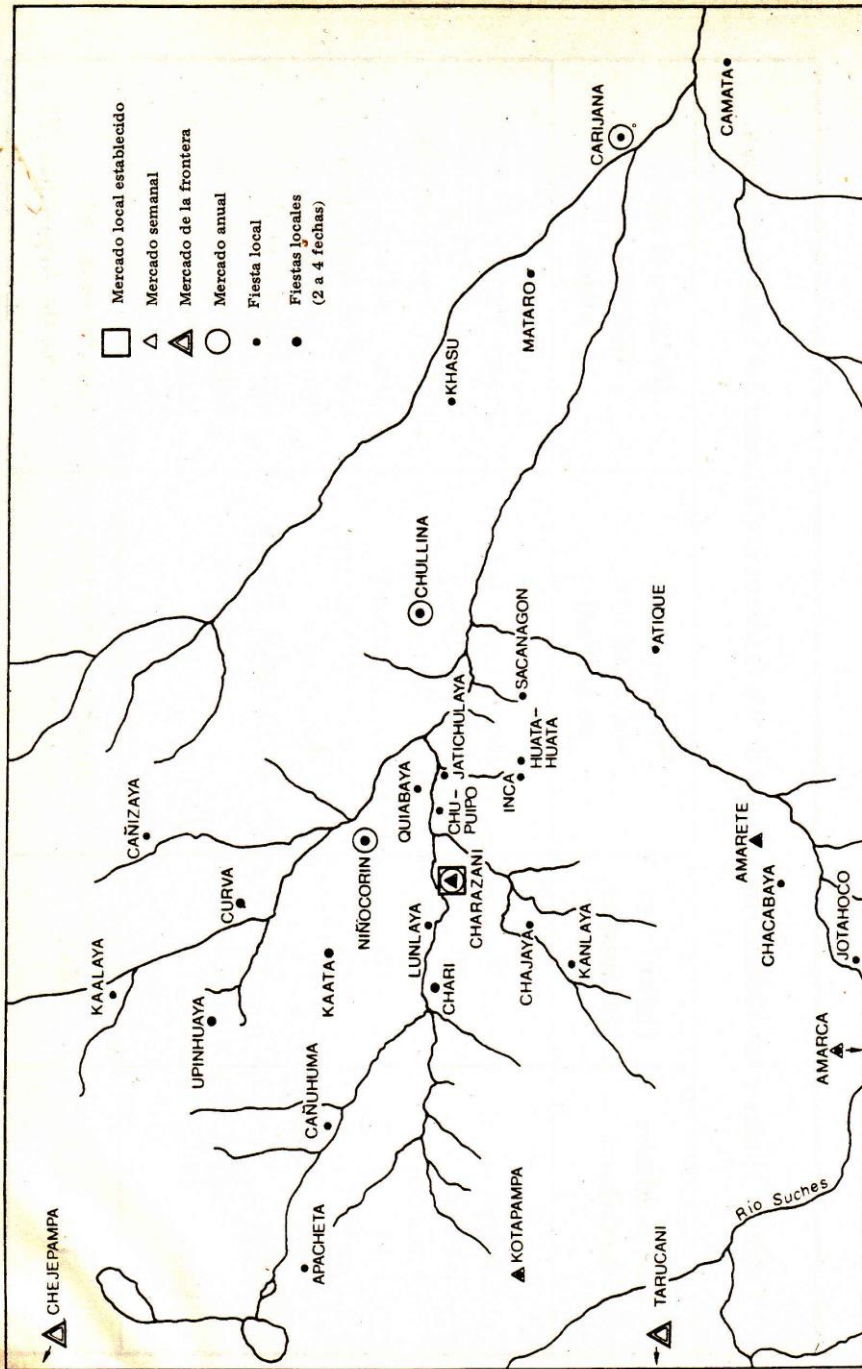 Mercado local establecido
Mercado semanal
Mercado de la frontera
Mercado anual
Fiesta local
Fiestas locales
(2 a 4 fechas)
CHEJEPAMPA
KAALAYA
CAÑIZAYA
UPINHUAYA
CURVA
APACHETA
CAÑUHUMA
KAATA
NIÑOCORIN
CHULLINA
KHASU
CARIJANA
MATARO
CAMATA
LUNLAYA
QUIABAYA
CHARI
CHARAZANI
CHU-
PUIPO
JATICHULAYA
KOTAPAMPA
CHAJAYA
KANLAYA
INCA
HUATA-
HUATA
SACANAGON
ATIQUE
TARUCANI
Río Suches
AMARCA
AMARETE
CHACABAYA
JOTAHOCO